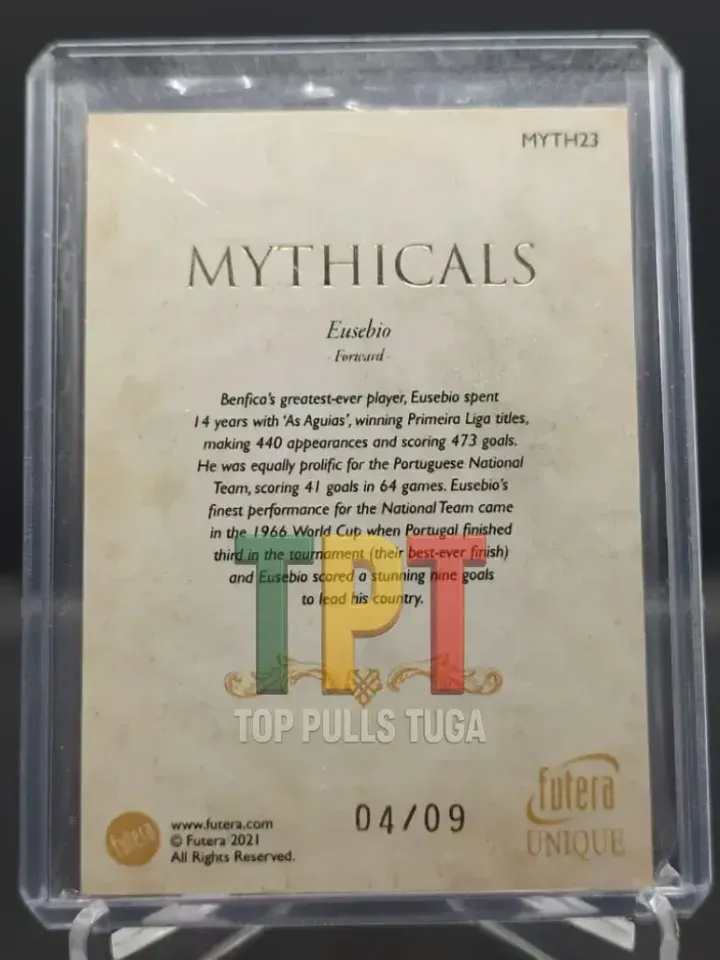 MYTH23
MYTHICALS
Eusebio
- Forward -
Benfica's greatest-ever player, Eusebio spent
14 years with 'As Aguias', winning Primeira Liga titles,
making 440 appearances and scoring 473 goals.
He was equally prolific for the Portuguese National
Team, scoring 41 goals in 64 games. Eusebio's
finest performance for the National Team came
in the 1966 World Cup when Portugal finished
third in the tournament (their best-ever finish)
and Eusebio scored a stunning nine goals
to lead his country.
TPT
TOP PULLS TUGA
futera
www.futera.com
© Futera 2021
All Rights Reserved.
04/09
futera
UNIQUE